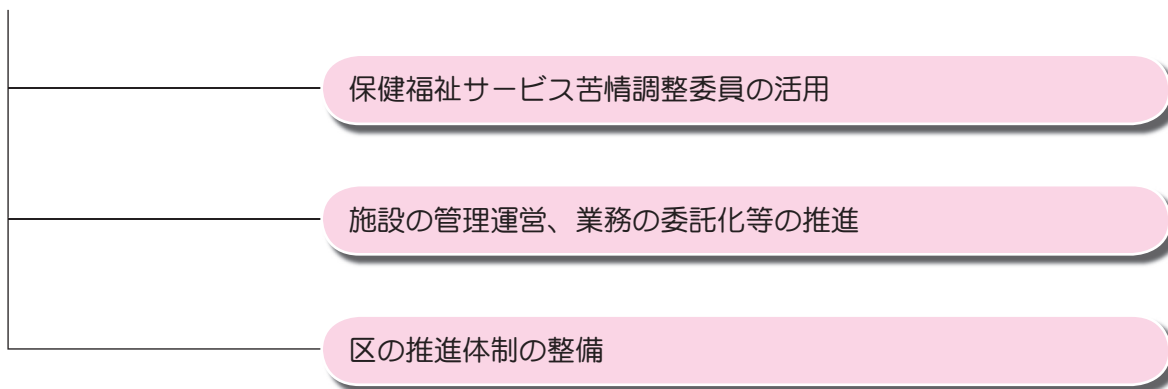 保健福祉サービス苦情調整委員の活用
施設の管理運営、業務の委託化等の推進
区の推進体制の整備